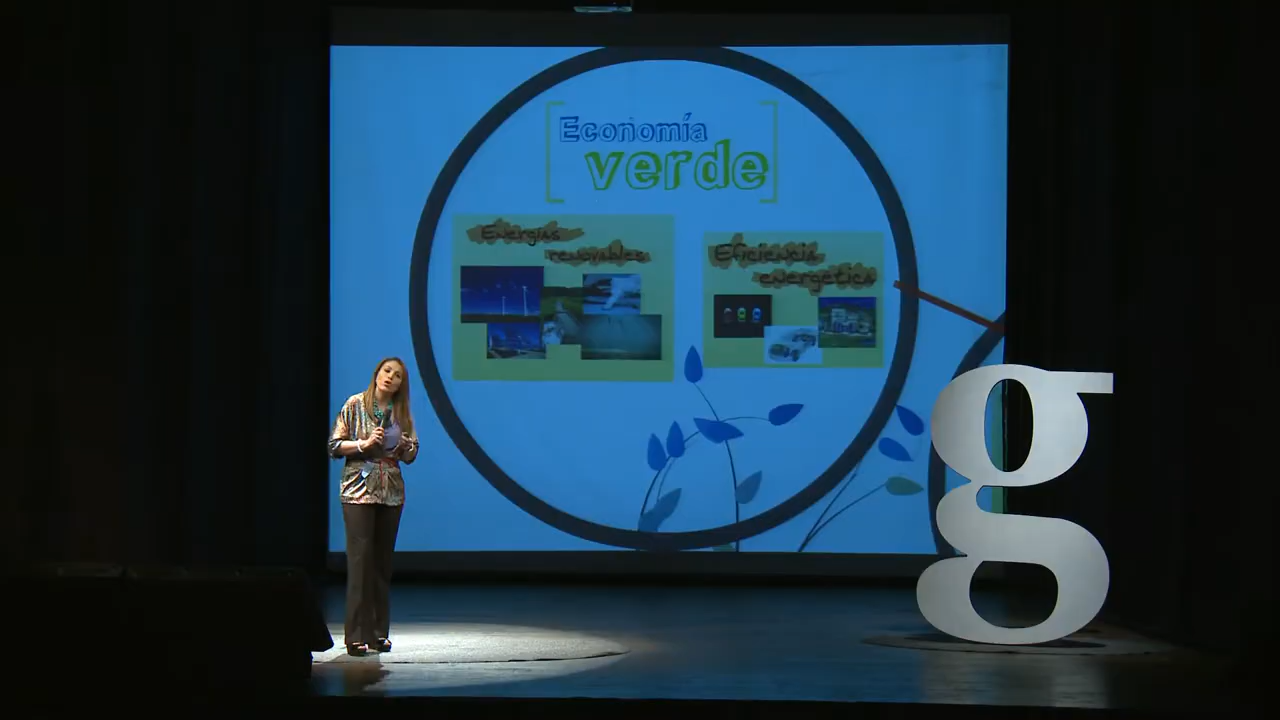 Economía
verde
Energías
renovables
Eficiencia
energética
g